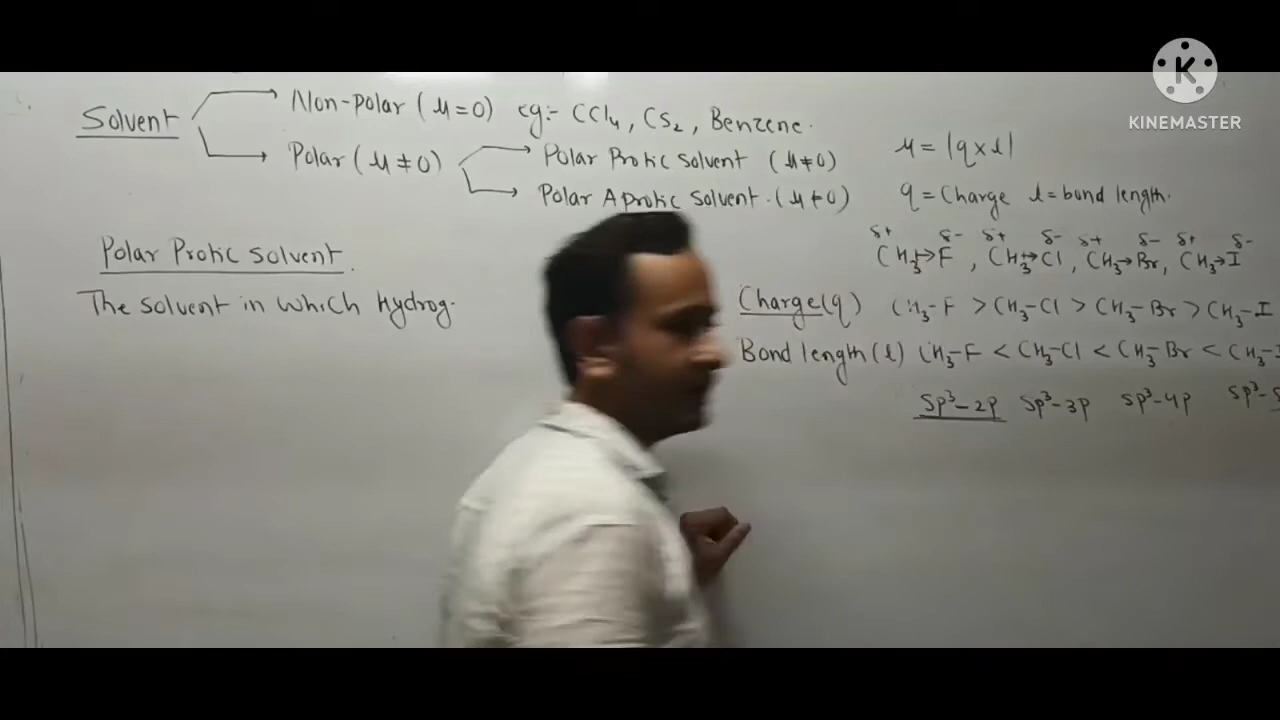 KINEMASTER
Solvent
Non-polar (μ=0) eg:- CCl₄, CS₂, Benzene.
Polar (μ≠0)
Polar Protic Solvent (μ≠0)
Polar Aprotic Solvent. (μ≠0)
μ = |q×l|
q = Charge l = bond length.
Polar Protic Solvent.
The solvent in which hydrog.
δ+ δ- δ+ δ- δ+ δ- δ+ δ-
CH₃→F, CH₃→Cl, CH₃→Br, CH₃→I
Charge(q) CH₃-F > CH₃-Cl > CH₃-Br > CH₃-I
Bond length(l) CH₃-F < CH₃-Cl < CH₃-Br < CH₃-I
Sp³-2p Sp³-3p Sp³-4p Sp³-